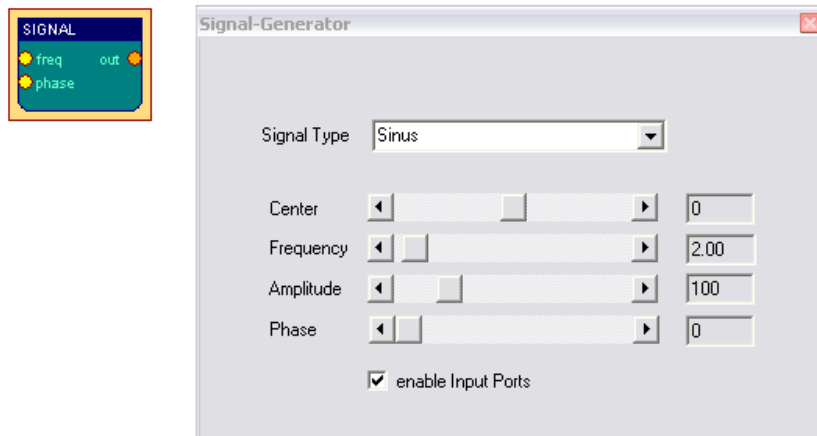 SIGNAL
freq out
phase
Signal-Generator
Signal Type Sinus
Center 0
Frequency 2.00
Amplitude 100
Phase 0
enable Input Ports